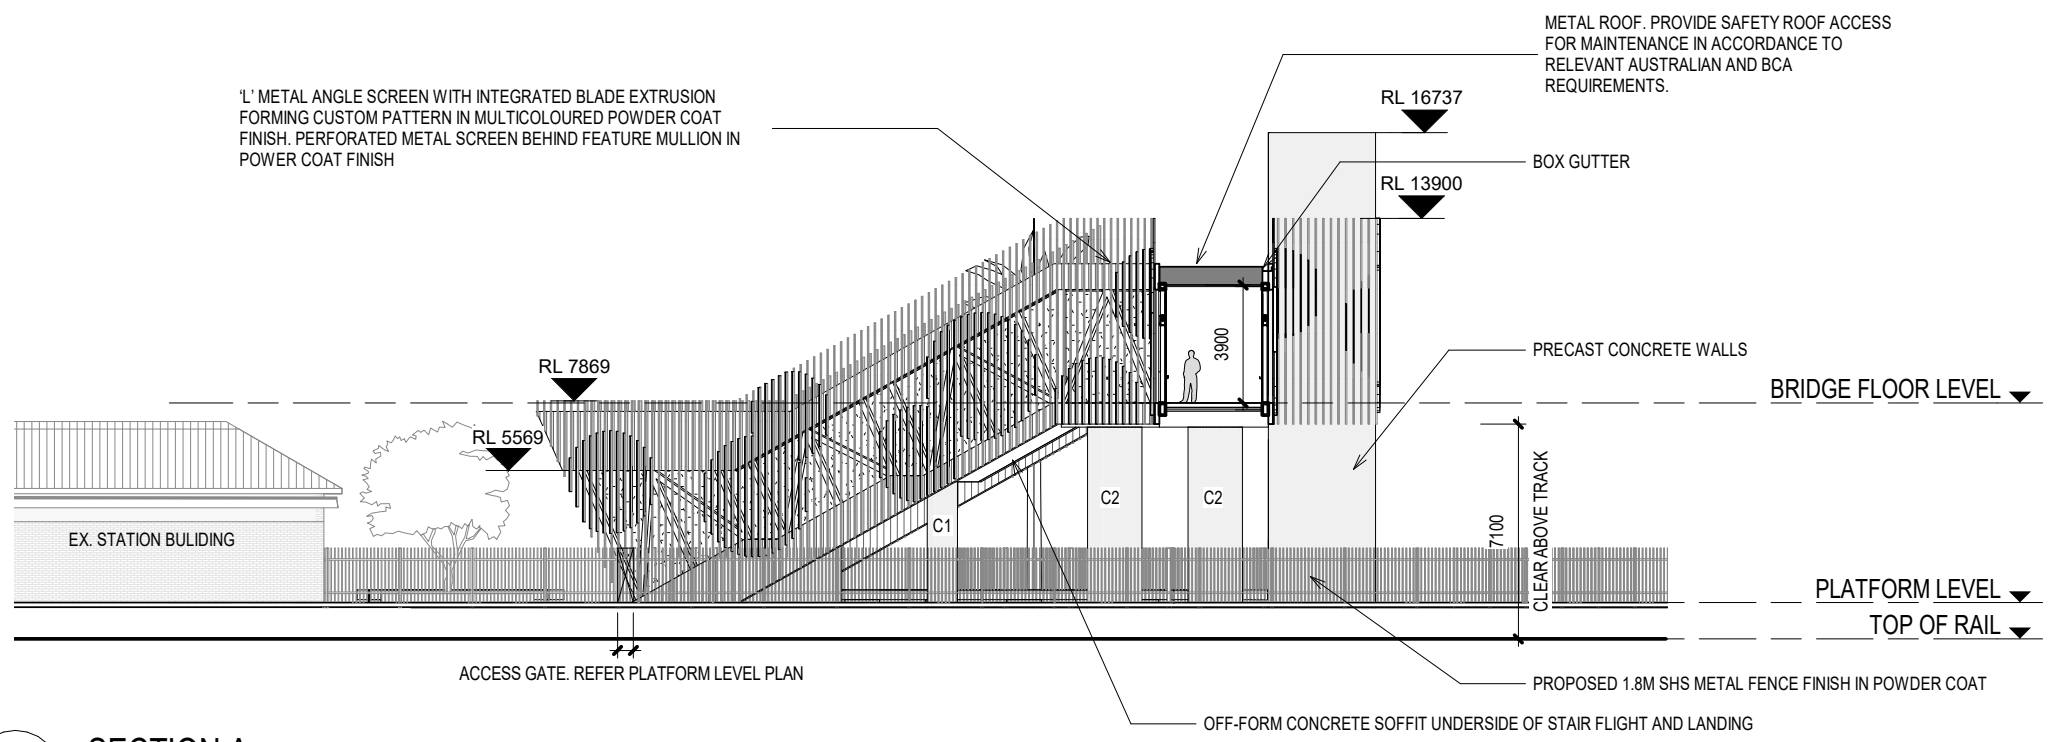 METAL ROOF. PROVIDE SAFETY ROOF ACCESS
FOR MAINTENANCE IN ACCORDANCE TO
RELEVANT AUSTRALIAN AND BCA
REQUIREMENTS.
'L' METAL ANGLE SCREEN WITH INTEGRATED BLADE EXTRUSION
FORMING CUSTOM PATTERN IN MULTICOLOURED POWDER COAT
FINISH. PERFORATED METAL SCREEN BEHIND FEATURE MULLION IN
POWER COAT FINISH
RL 16737
BOX GUTTER
RL 13900
3900
PRECAST CONCRETE WALLS
RL 7869
BRIDGE FLOOR LEVEL
RL 5569
C2
C2
C1
EX. STATION BULIDING
7100
CLEAR ABOVE TRACK
PLATFORM LEVEL
TOP OF RAIL
ACCESS GATE. REFER PLATFORM LEVEL PLAN
PROPOSED 1.8M SHS METAL FENCE FINISH IN POWDER COAT
OFF-FORM CONCRETE SOFFIT UNDERSIDE OF STAIR FLIGHT AND LANDING
SECTION A